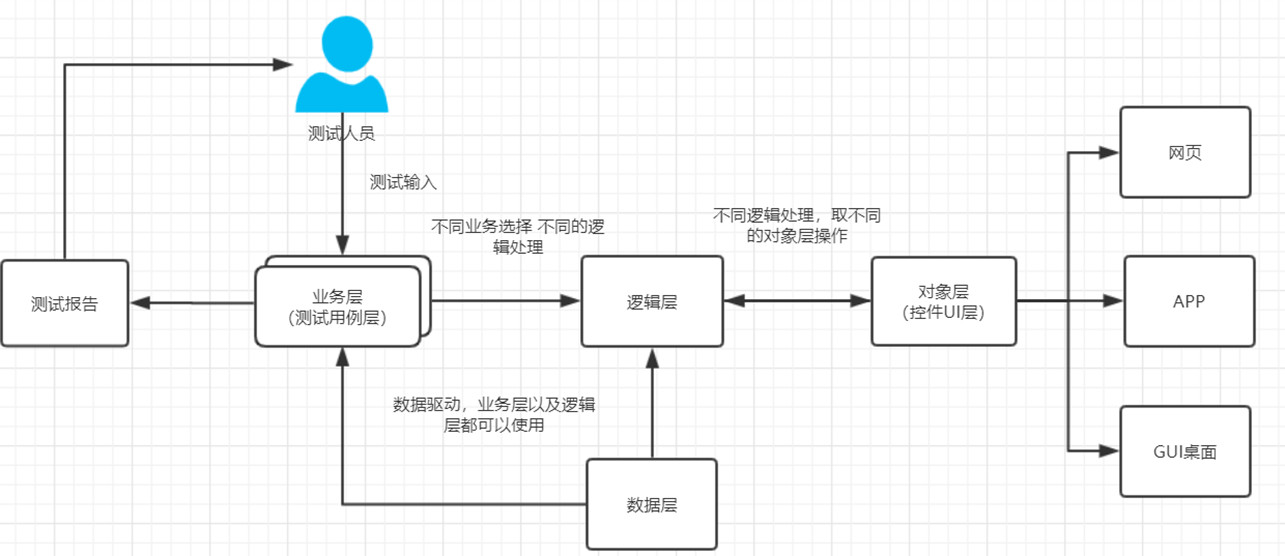 测试人员
测试输入
不同业务选择 不同的逻
辑处理
不同逻辑处理，取不同
的对象层操作
网页
测试报告
业务层
（测试用例层）
逻辑层
对象层
（控件UI层）
APP
数据驱动，业务层以及逻辑
层都可以使用
GUI桌面
数据层